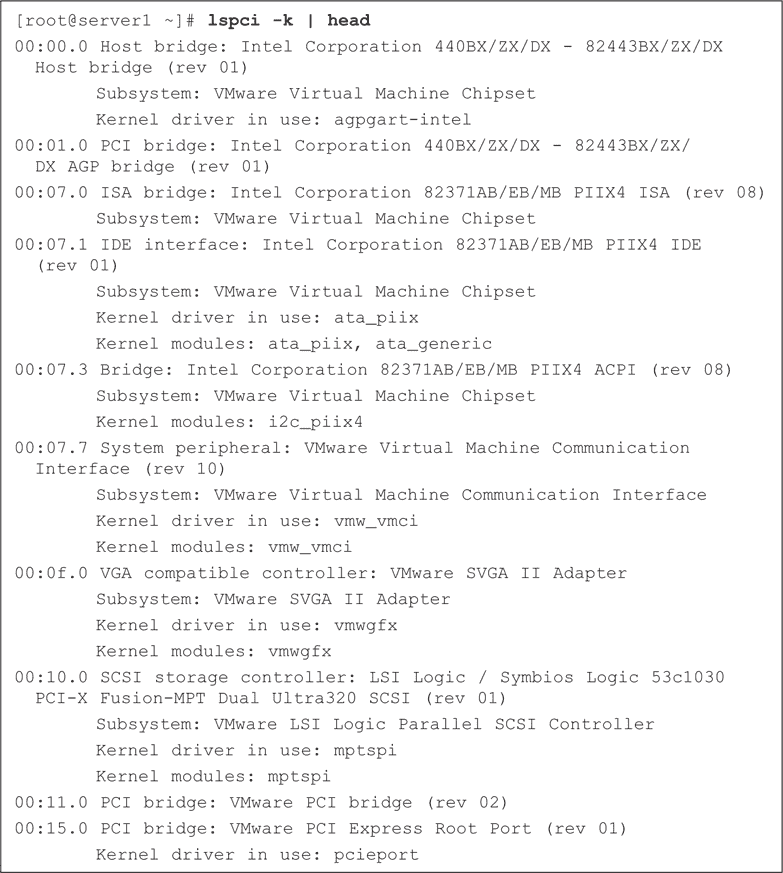 [root@server1 ~]# lspci -k | head
00:00.0 Host bridge: Intel Corporation 440BX/ZX/DX - 82443BX/ZX/DX
Host bridge (rev 01)
Subsystem: VMware Virtual Machine Chipset
Kernel driver in use: agpgart-intel
00:01.0 PCI bridge: Intel Corporation 440BX/ZX/DX - 82443BX/ZX/
DX AGP bridge (rev 01)
00:07.0 ISA bridge: Intel Corporation 82371AB/EB/MB PIIX4 ISA (rev 08)
Subsystem: VMware Virtual Machine Chipset
00:07.1 IDE interface: Intel Corporation 82371AB/EB/MB PIIX4 IDE
(rev 01)
Subsystem: VMware Virtual Machine Chipset
Kernel driver in use: ata_piix
Kernel modules: ata_piix, ata_generic
00:07.3 Bridge: Intel Corporation 82371AB/EB/MB PIIX4 ACPI (rev 08)
Subsystem: VMware Virtual Machine Chipset
Kernel modules: i2c_piix4
00:07.7 System peripheral: VMware Virtual Machine Communication
Interface (rev 10)
Subsystem: VMware Virtual Machine Communication Interface
Kernel driver in use: vmw_vmci
Kernel modules: vmw_vmci
00:0f.0 VGA compatible controller: VMware SVGA II Adapter
Subsystem: VMware SVGA II Adapter
Kernel driver in use: vmwgfx
Kernel modules: vmwgfx
00:10.0 SCSI storage controller: LSI Logic / Symbios Logic 53c1030
PCI-X Fusion-MPT Dual Ultra320 SCSI (rev 01)
Subsystem: VMware LSI Logic Parallel SCSI Controller
Kernel driver in use: mptspi
Kernel modules: mptspi
00:11.0 PCI bridge: VMware PCI bridge (rev 02)
00:15.0 PCI bridge: VMware PCI Express Root Port (rev 01)
Kernel driver in use: pcieport